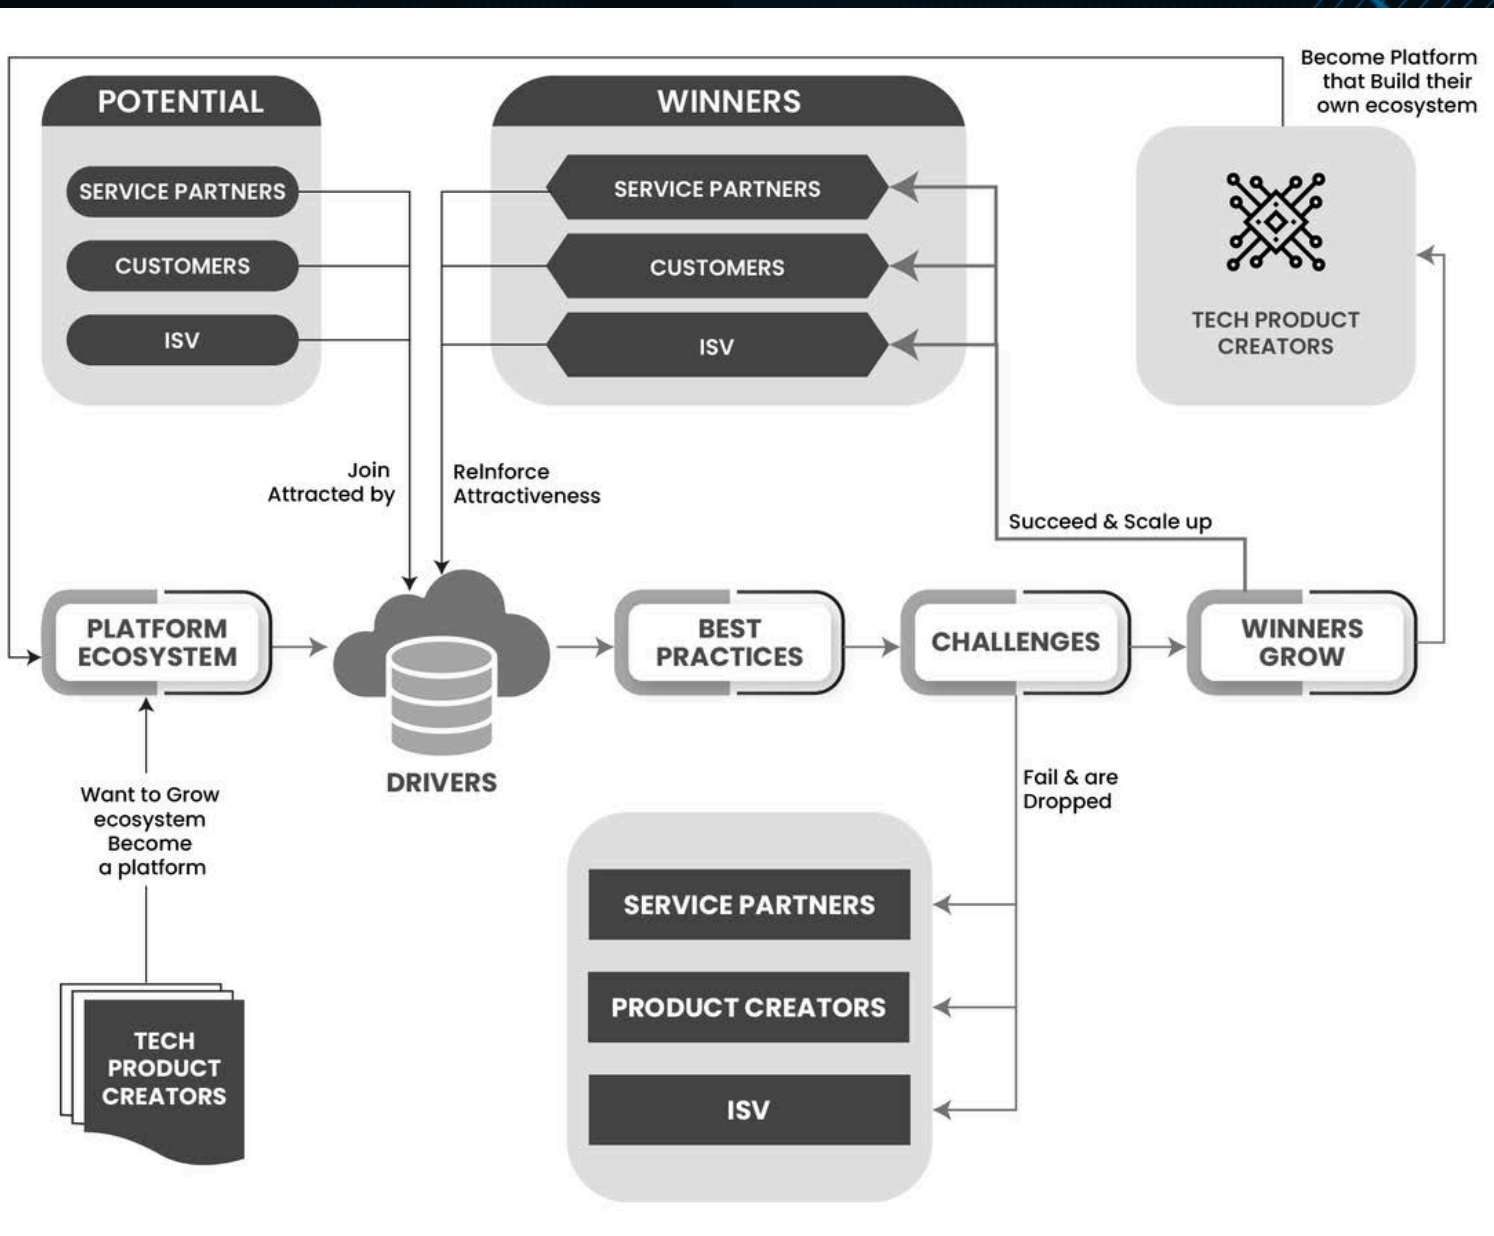 Become Platform
that Build their
own ecosystem
POTENTIAL
SERVICE PARTNERS
CUSTOMERS
ISV
WINNERS
SERVICE PARTNERS
CUSTOMERS
ISV
TECH PRODUCT
CREATORS
Join
Attracted by
ReInforce
Attractiveness
Succeed & Scale up
PLATFORM
ECOSYSTEM
DRIVERS
BEST
PRACTICES
CHALLENGES
WINNERS
GROW
Want to Grow
ecosystem
Become
a platform
Fail & are
Dropped
SERVICE PARTNERS
PRODUCT CREATORS
ISV
TECH
PRODUCT
CREATORS